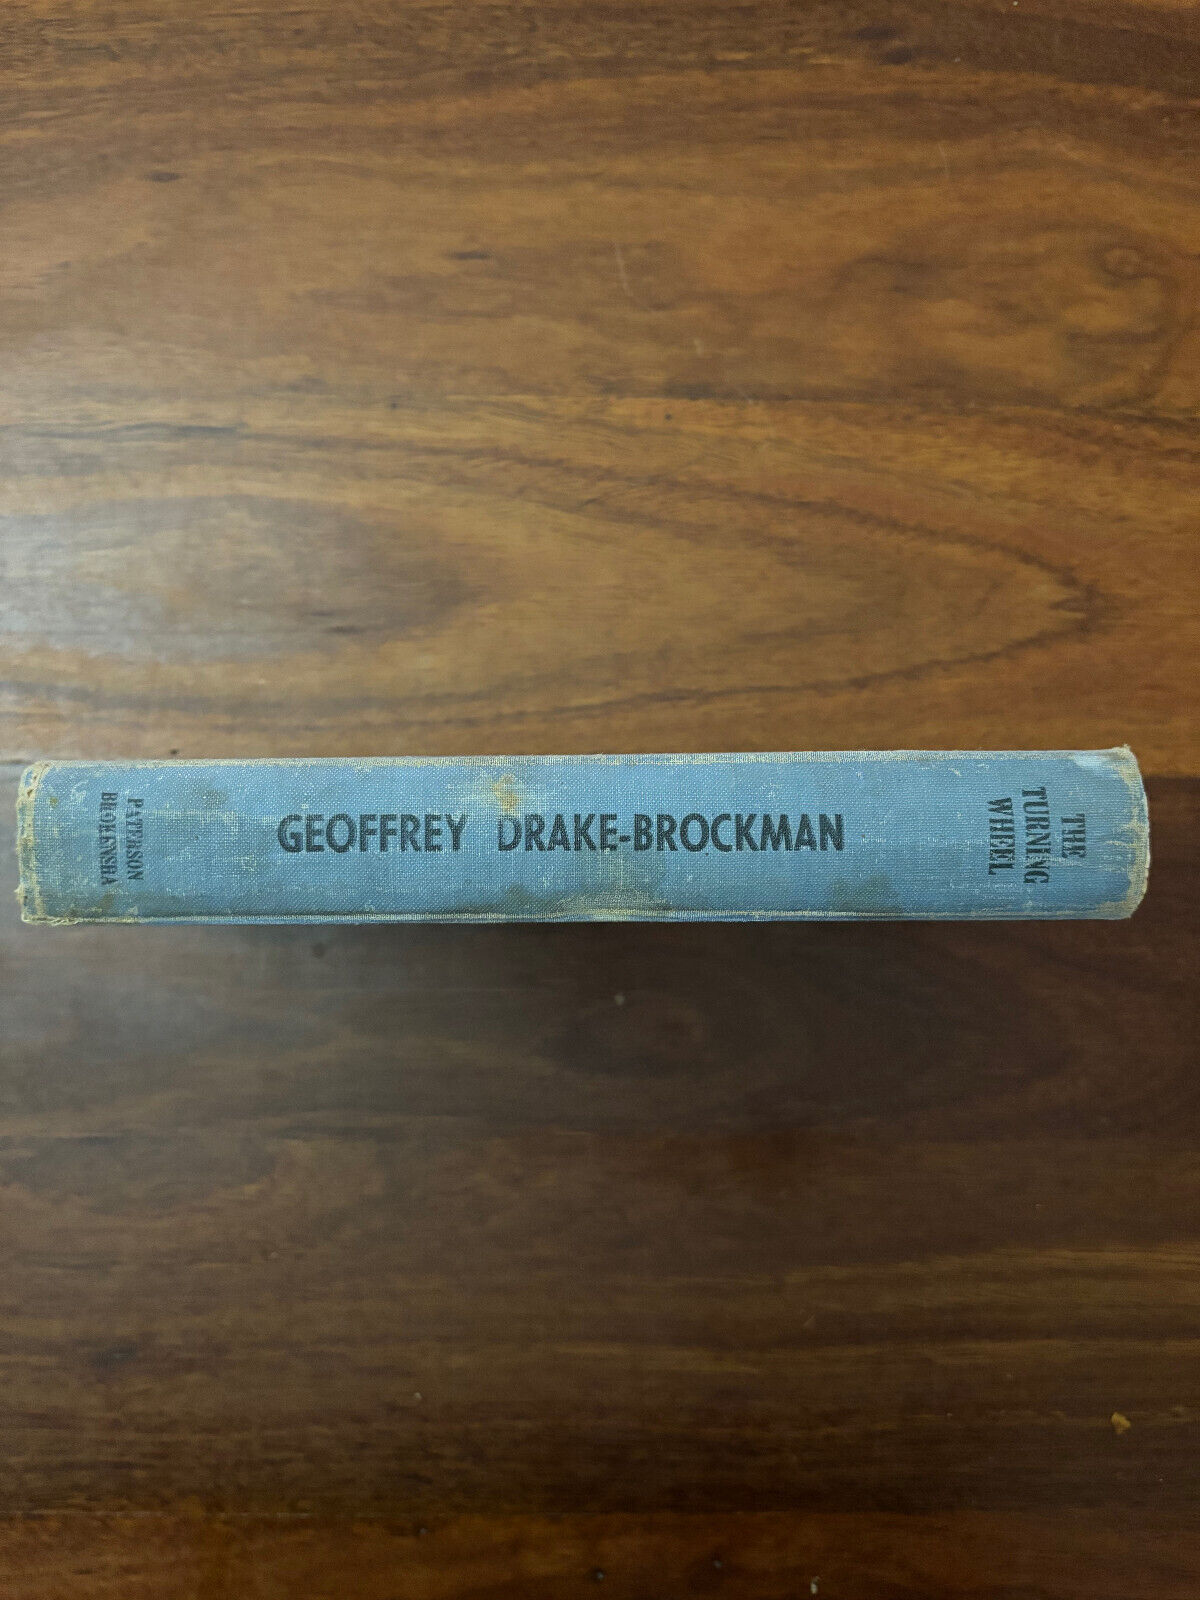 THE
TURNING
WHEEL
GEOFFREY DRAKE-BROCKMAN
PATERSON
BROKENSHA